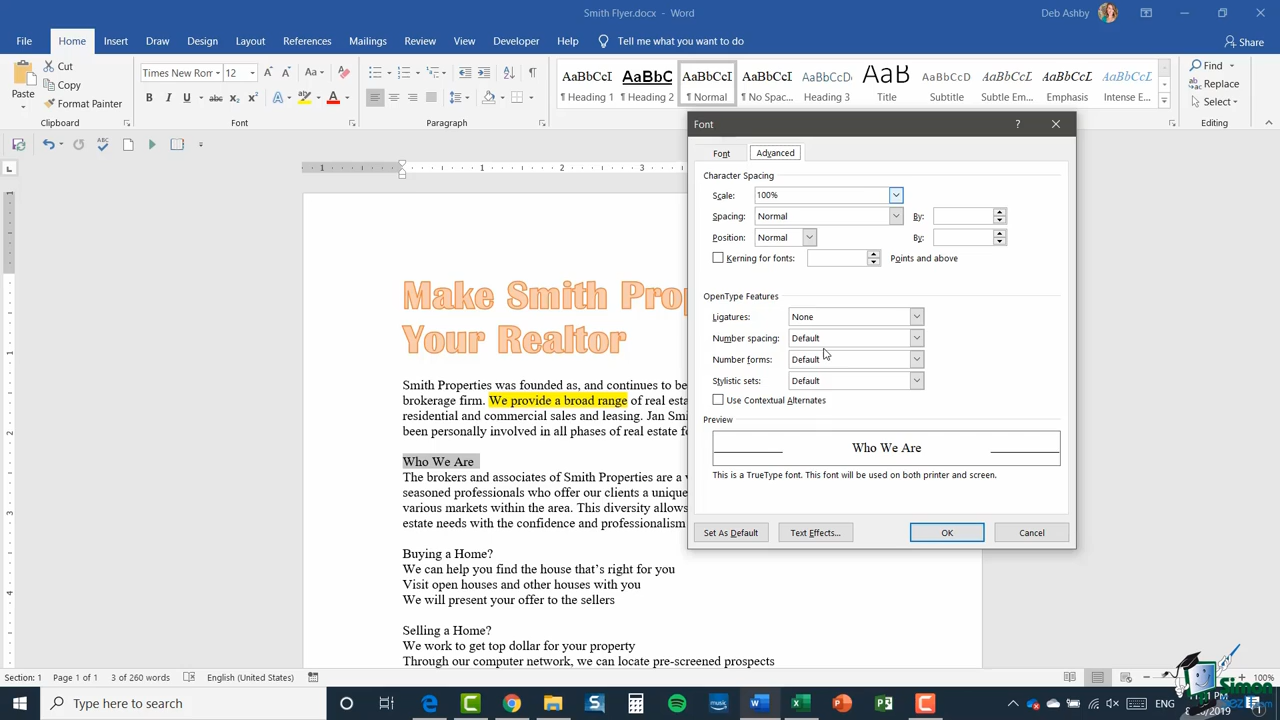 Smith Flyer.docx - Word
Deb Ashby
File Home Insert Draw Design Layout References Mailings Review View Developer Help Tell me what you want to do Share
Paste
Cut
Copy
Format Painter
Clipboard
Times New Rom 12
Font
Paragraph
AaBbCcI ¶ Heading 1
AaBbC ¶ Heading 2
AaBbCcI ¶ Normal
AaBbCcI ¶ No Spac...
AaBbCcI Heading 3
AaB Title
AaBbCcI Subtitle
AaBbCcI Subtle Em...
AaBbCcI Emphasis
AaBbCcI Intense E...
Find
Replace
Select
Editing
Font
Font Advanced
Character Spacing
Scale: 100%
Spacing: Normal By:
Position: Normal By:
Kerning for fonts: Points and above
OpenType Features
Ligatures: None
Number spacing: Default
Number forms: Default
Stylistic sets: Default
Use Contextual Alternates
Preview
Who We Are
This is a TrueType font. This font will be used on both printer and screen.
Set As Default Text Effects... OK Cancel
Make Smith
Your Realtor
Smith Properties was founded as, and continues to be
brokerage firm. We provide a broad range of real
residential and commercial sales and leasing. Jan
been personally involved in all phases of real estate
Who We Are
The brokers and associates of Smith Properties are a
seasoned professionals who offer our clients a
various markets within the area. This diversity
estate needs with the confidence and professionalism
Buying a Home?
We can help you find the house that's right for you
Visit open houses and other houses with you
We will present your offer to the sellers
Selling a Home?
We work to get top dollar for your property
Through our computer network, we can locate pre-screened prospects
Section: 1 Page 1 of 1 3 of 260 words English (United States) 100%
Type here to search
ENG
2019